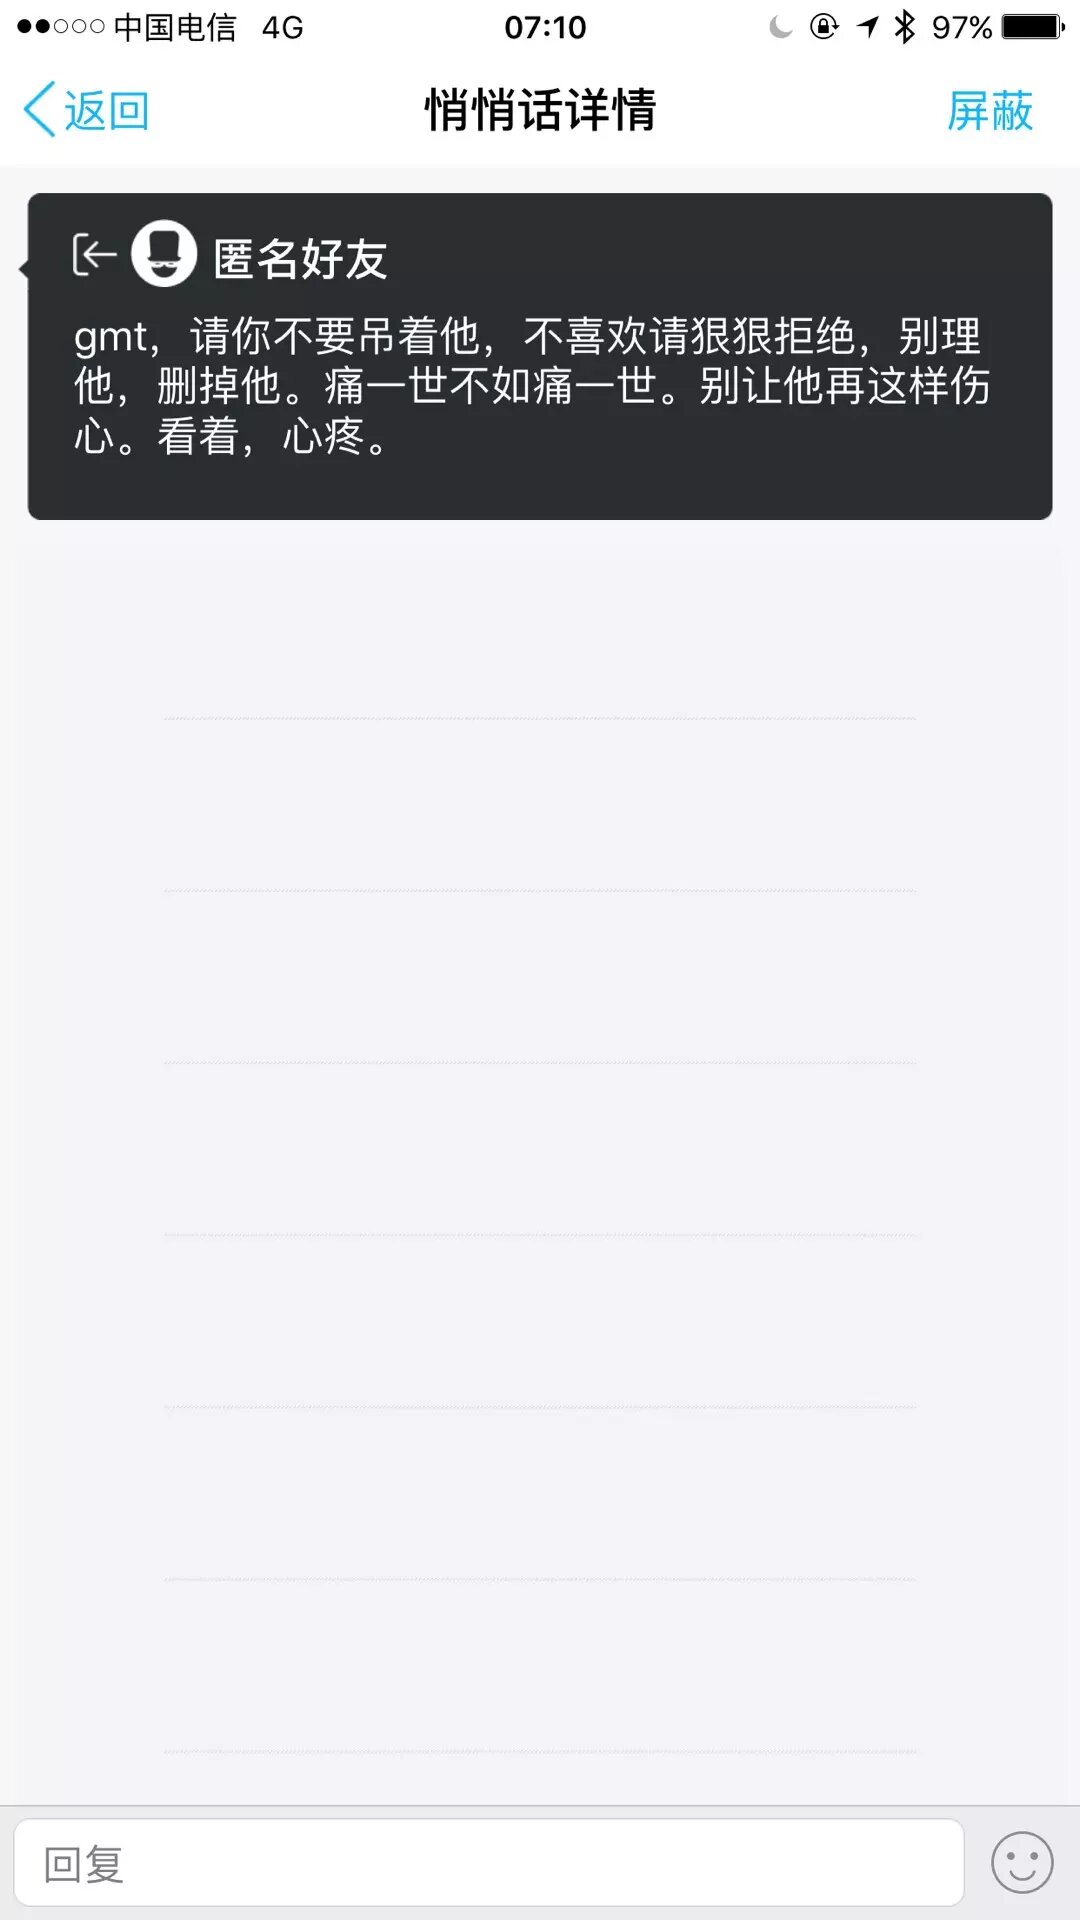 中国电信 4G 07:10 97%
返回 悄悄话详情 屏蔽
匿名好友
gmt，请你不要吊着他，不喜欢请狠狠拒绝，别理
他，删掉他。痛一世不如痛一世。别让他再这样伤
心。看着，心疼。
回复